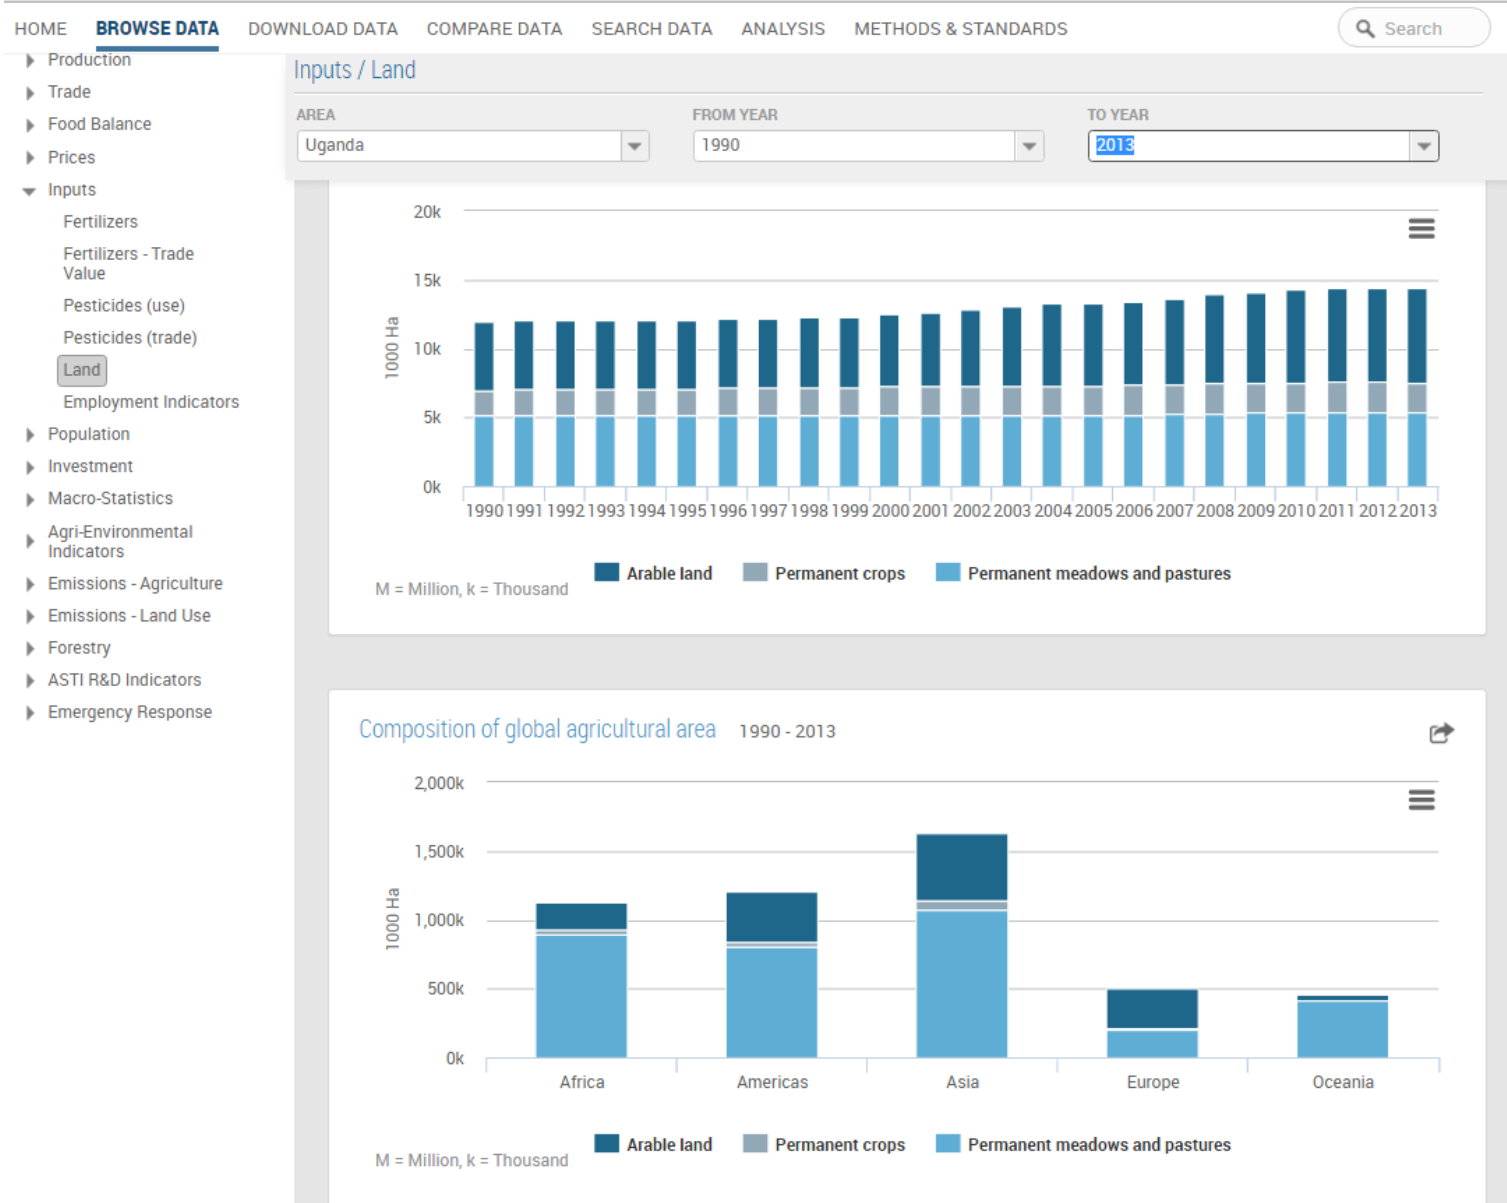 HOME BROWSE DATA DOWNLOAD DATA COMPARE DATA SEARCH DATA ANALYSIS METHODS & STANDARDS Search
Production
Trade
Food Balance
Prices
Inputs
Fertilizers
Fertilizers - Trade
Value
Pesticides (use)
Pesticides (trade)
Land
Employment Indicators
Population
Investment
Macro-Statistics
Agri-Environmental
Indicators
Emissions - Agriculture
Emissions - Land Use
Forestry
ASTI R&D Indicators
Emergency Response
Inputs / Land
AREA FROM YEAR TO YEAR
Uganda 1990 2013
20k
15k
10k
5k
0k
1000 Ha
1990 1991 1992 1993 1994 1995 1996 1997 1998 1999 2000 2001 2002 2003 2004 2005 2006 2007 2008 2009 2010 2011 2012 2013
Arable land Permanent crops Permanent meadows and pastures
M = Million, k = Thousand
Composition of global agricultural area 1990 - 2013
2,000k
1,500k
1,000k
500k
0k
1000 Ha
Africa Americas Asia Europe Oceania
Arable land Permanent crops Permanent meadows and pastures
M = Million, k = Thousand